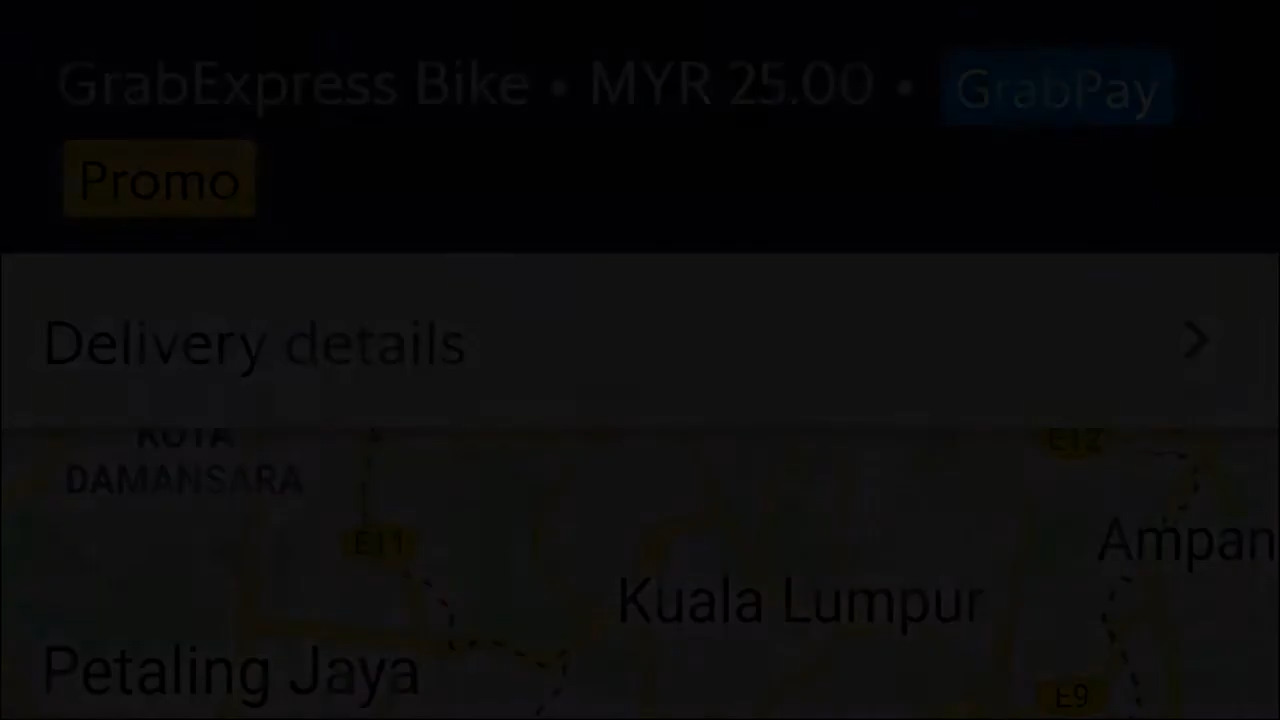 GrabExpress Bike • MYR 25.00 • GrabPay
Promo
Delivery details
KOTA
DAMANSARA
E12
E11
Ampan
Kuala Lumpur
Petaling Jaya
E9